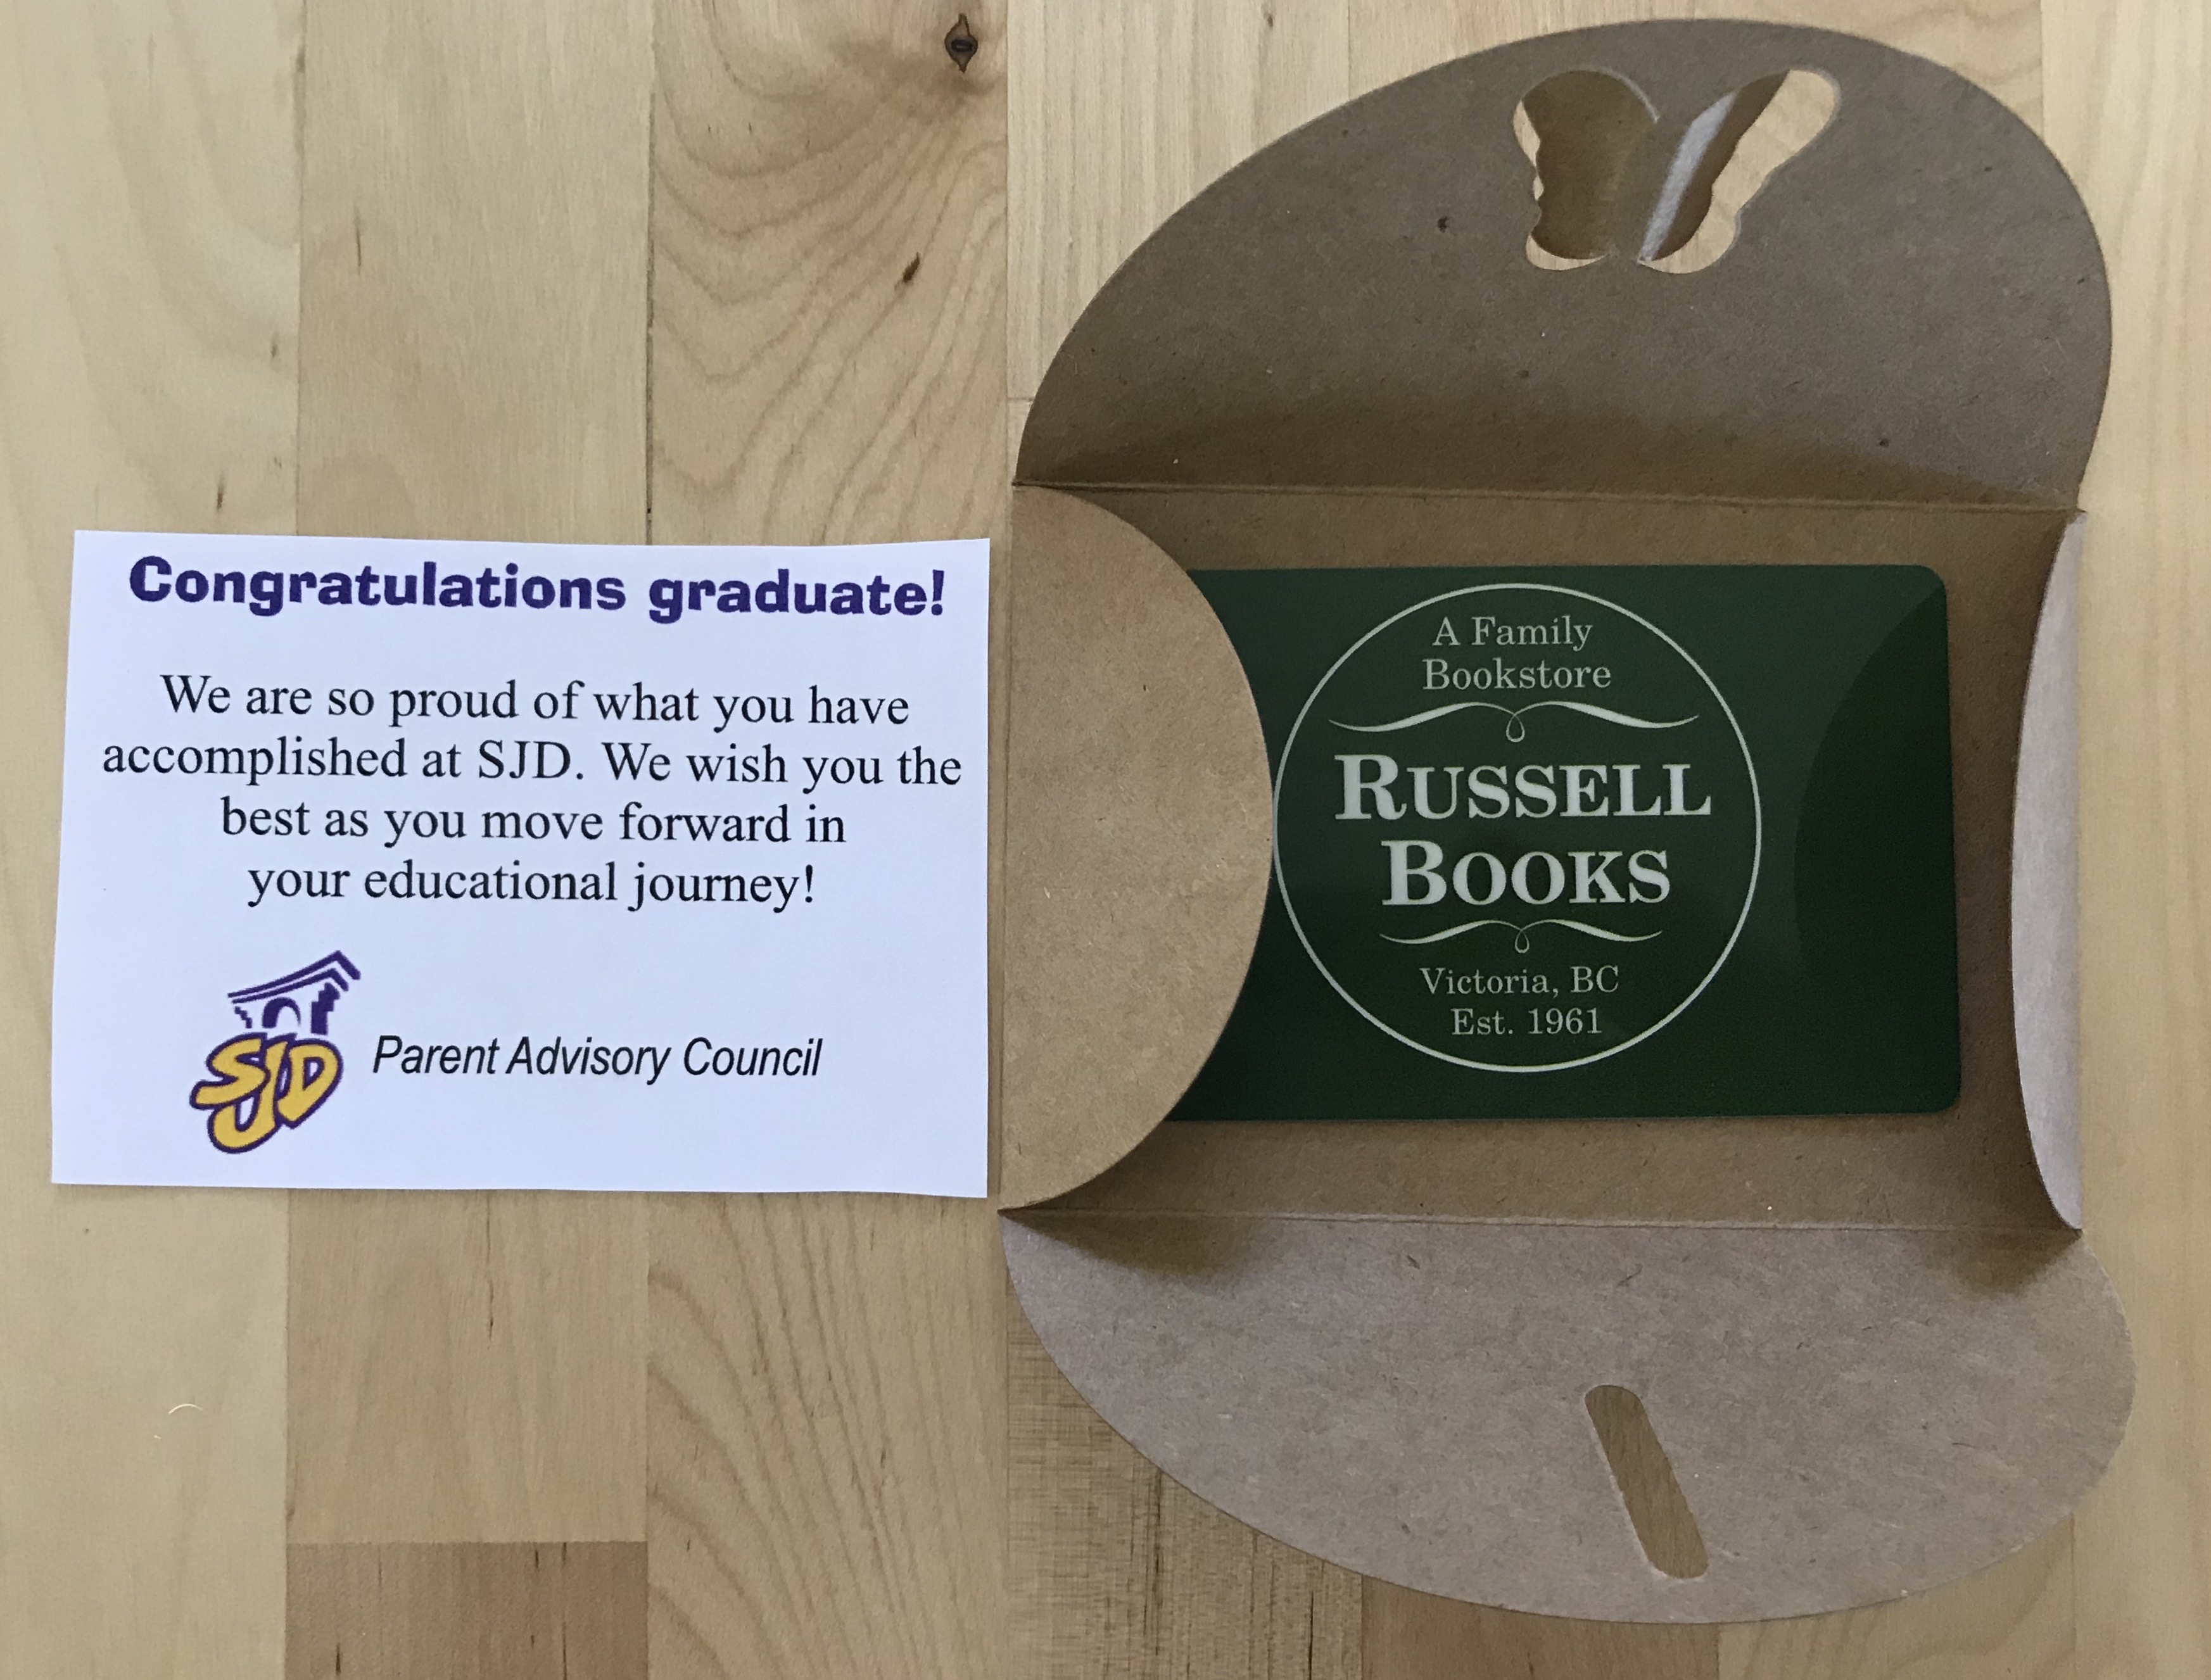 Congratulations graduate!
We are so proud of what you have
accomplished at SJD. We wish you the
best as you move forward in
your educational journey!
SJD
Parent Advisory Council
A Family
Bookstore
RUSSELL
BOOKS
Victoria, BC
Est. 1961